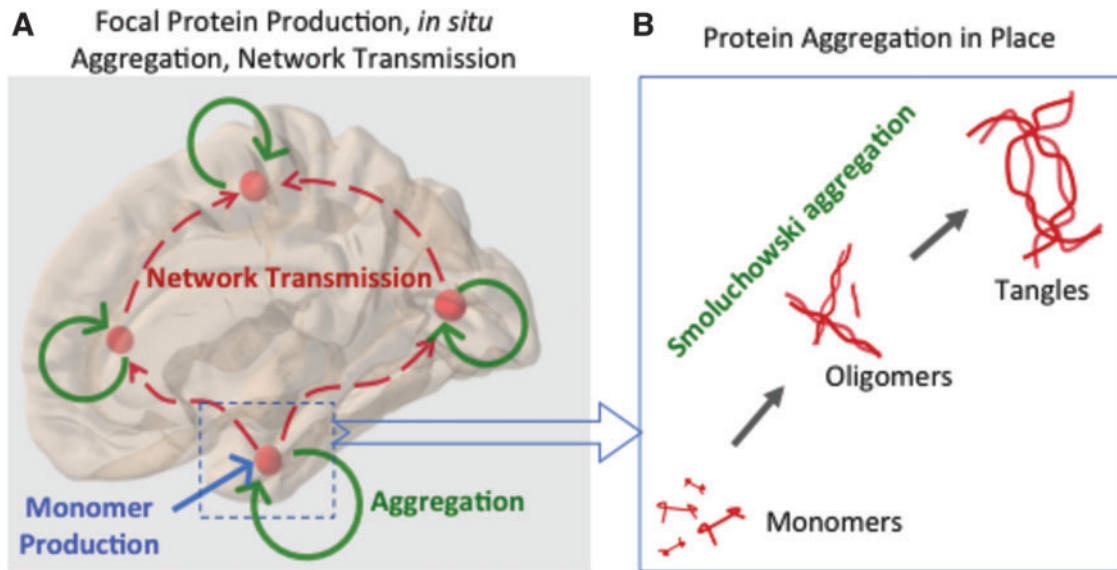 A
Focal Protein Production, in situ
Aggregation, Network Transmission
Network Transmission
Monomer
Production
Aggregation
B
Protein Aggregation in Place
Smoluchowski aggregation
Tangles
Oligomers
Monomers